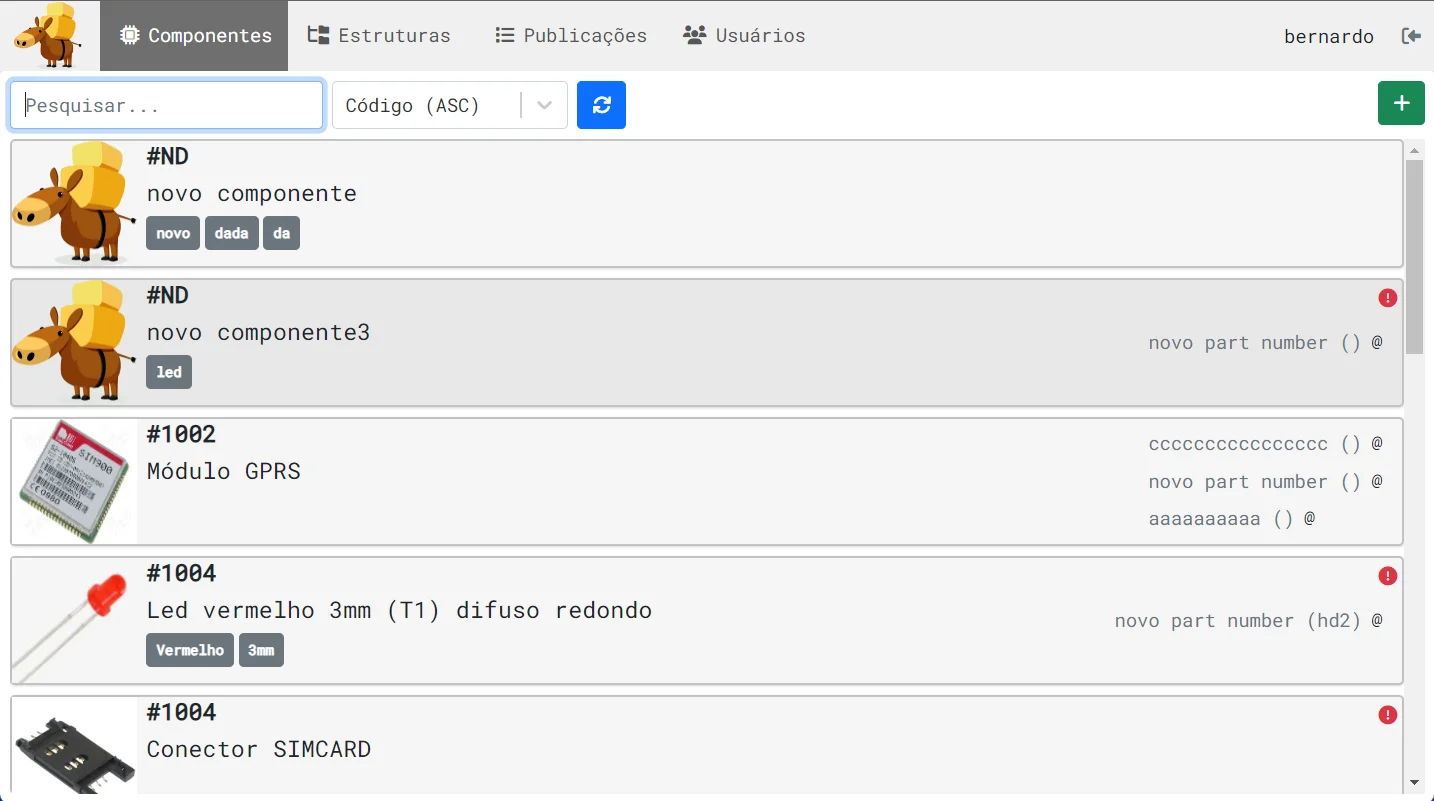 Componentes Estruturas Publicações Usuários bernardo
Pesquisar... Código (ASC) +
#ND
novo componente
novo dada da
#ND
novo componente3
novo part number () @
led
#1002
Módulo GPRS
cccccccccccccccc () @
novo part number () @
aaaaaaaaaa () @
SIM900
#1004
Led vermelho 3mm (T1) difuso redondo
novo part number (hd2) @
Vermelho 3mm
#1004
Conector SIMCARD